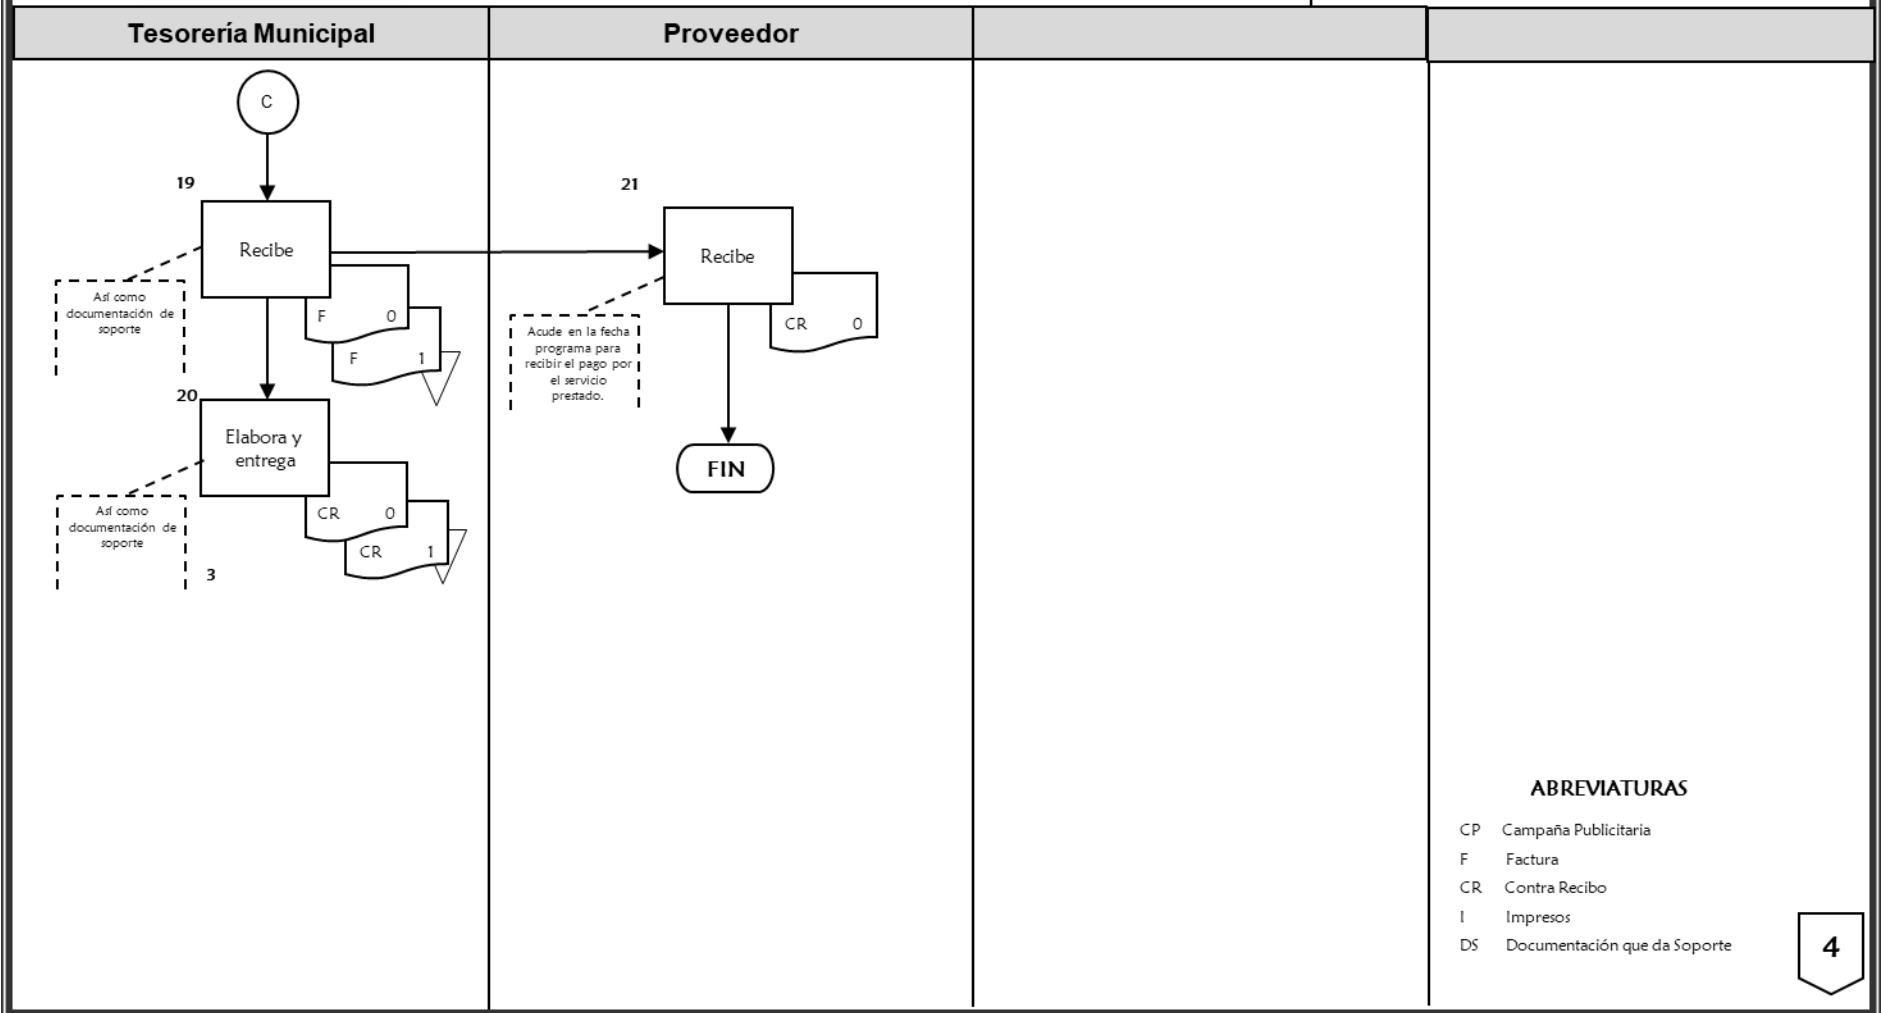 Tesorería Municipal
Proveedor
C
19
Recibe
Así como
documentación de
soporte
F 0
F 1
20
Elabora y
entrega
Así como
documentación de
soporte
3
CR 0
CR 1
21
Recibe
Acude en la fecha
programa para
recibir el pago por
el servicio
prestado.
CR 0
FIN
ABREVIATURAS
CP Campaña Publicitaria
F Factura
CR Contra Recibo
I Impresos
DS Documentación que da Soporte
4